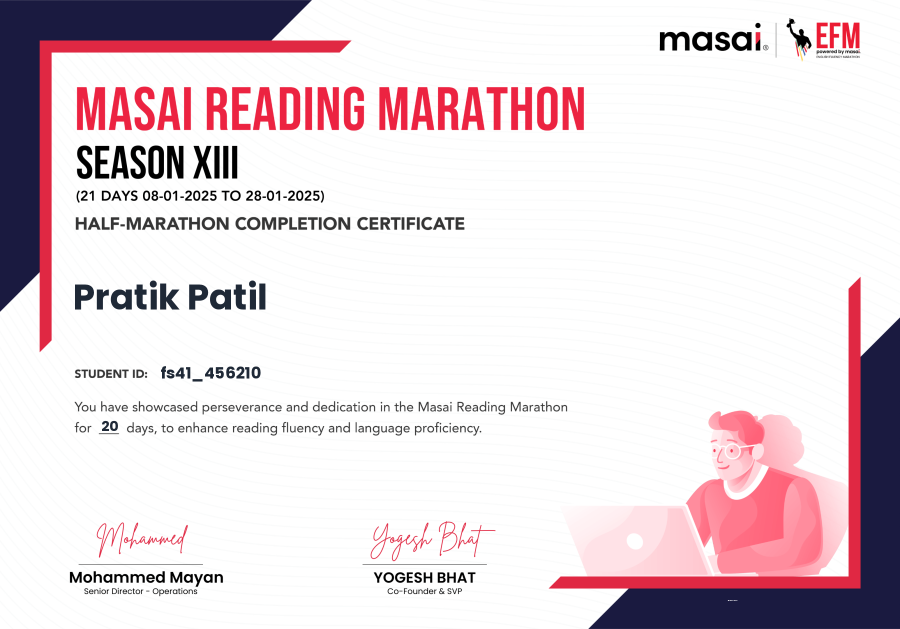 masai.
EFM
powered by masai.
ENGLISH FLUENCY MARATHON
MASAI READING MARATHON
SEASON XIII
(21 DAYS 08-01-2025 TO 28-01-2025)
HALF-MARATHON COMPLETION CERTIFICATE
Pratik Patil
STUDENT ID: fs41_456210
You have showcased perseverance and dedication in the Masai Reading Marathon
for 20 days, to enhance reading fluency and language proficiency.
Mohammed
Yogesh Bhat
Mohammed Mayan
YOGESH BHAT
Senior Director - Operations
Co-Founder & SVP